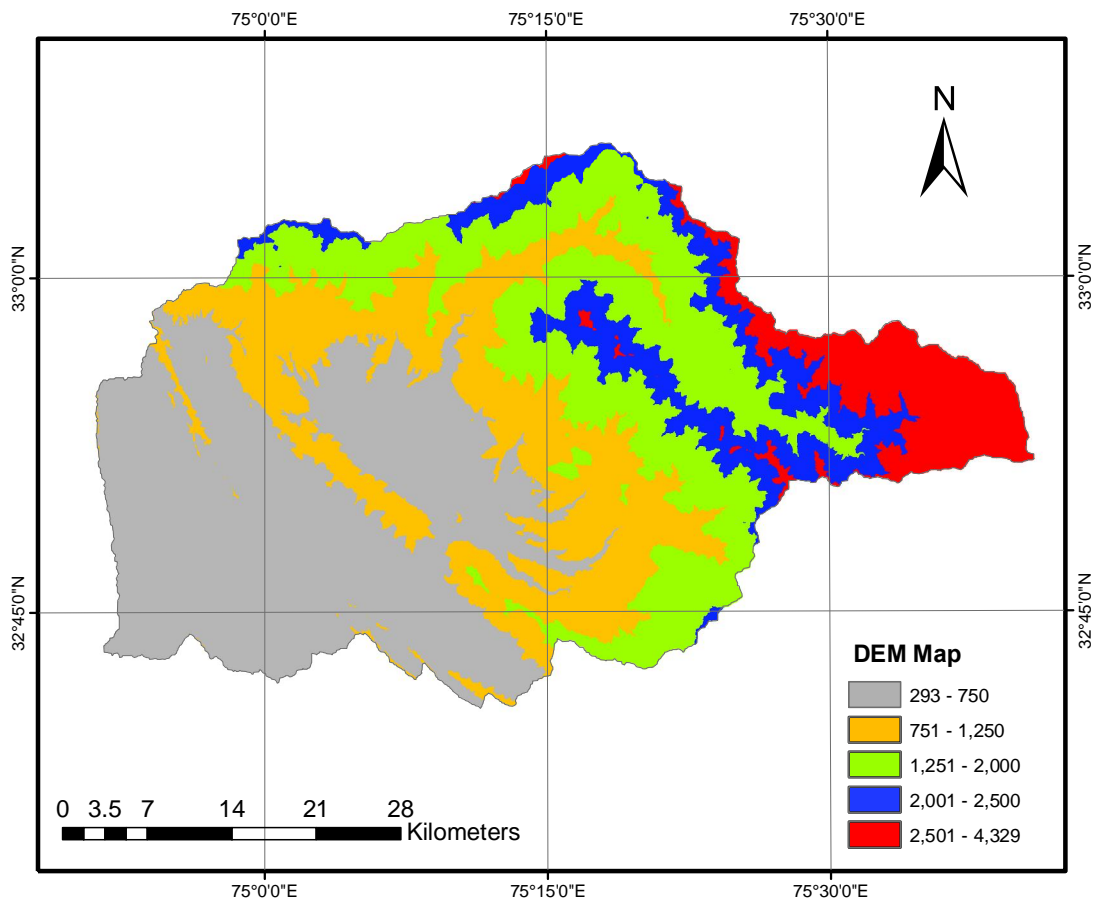 75°0'0"E 75°15'0"E 75°30'0"E
N
33°0'0"N 33°0'0"N
32°45'0"N 32°45'0"N
DEM Map
293 - 750
751 - 1,250
1,251 - 2,000
2,001 - 2,500
2,501 - 4,329
0 3.5 7 14 21 28
Kilometers
75°0'0"E 75°15'0"E 75°30'0"E